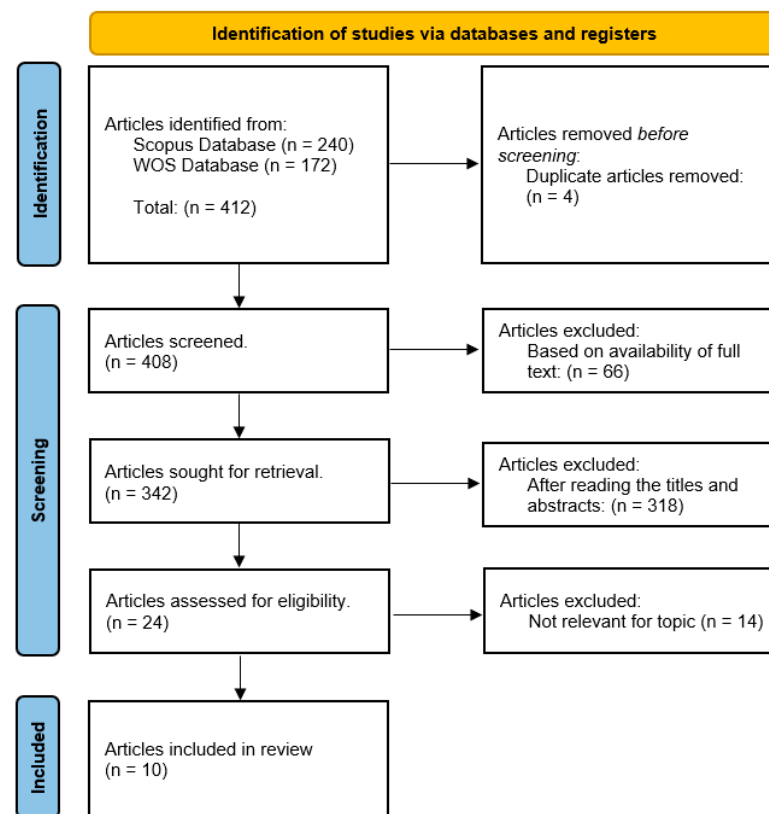 Identification of studies via databases and registers
Identification
Articles identified from:
Scopus Database (n = 240)
WOS Database (n = 172)
Total: (n = 412)
Articles removed before
screening:
Duplicate articles removed:
(n = 4)
Screening
Articles screened.
(n = 408)
Articles excluded:
Based on availability of full
text: (n = 66)
Articles sought for retrieval.
(n = 342)
Articles excluded:
After reading the titles and
abstracts: (n = 318)
Articles assessed for eligibility.
(n = 24)
Articles excluded:
Not relevant for topic (n = 14)
Included
Articles included in review
(n = 10)